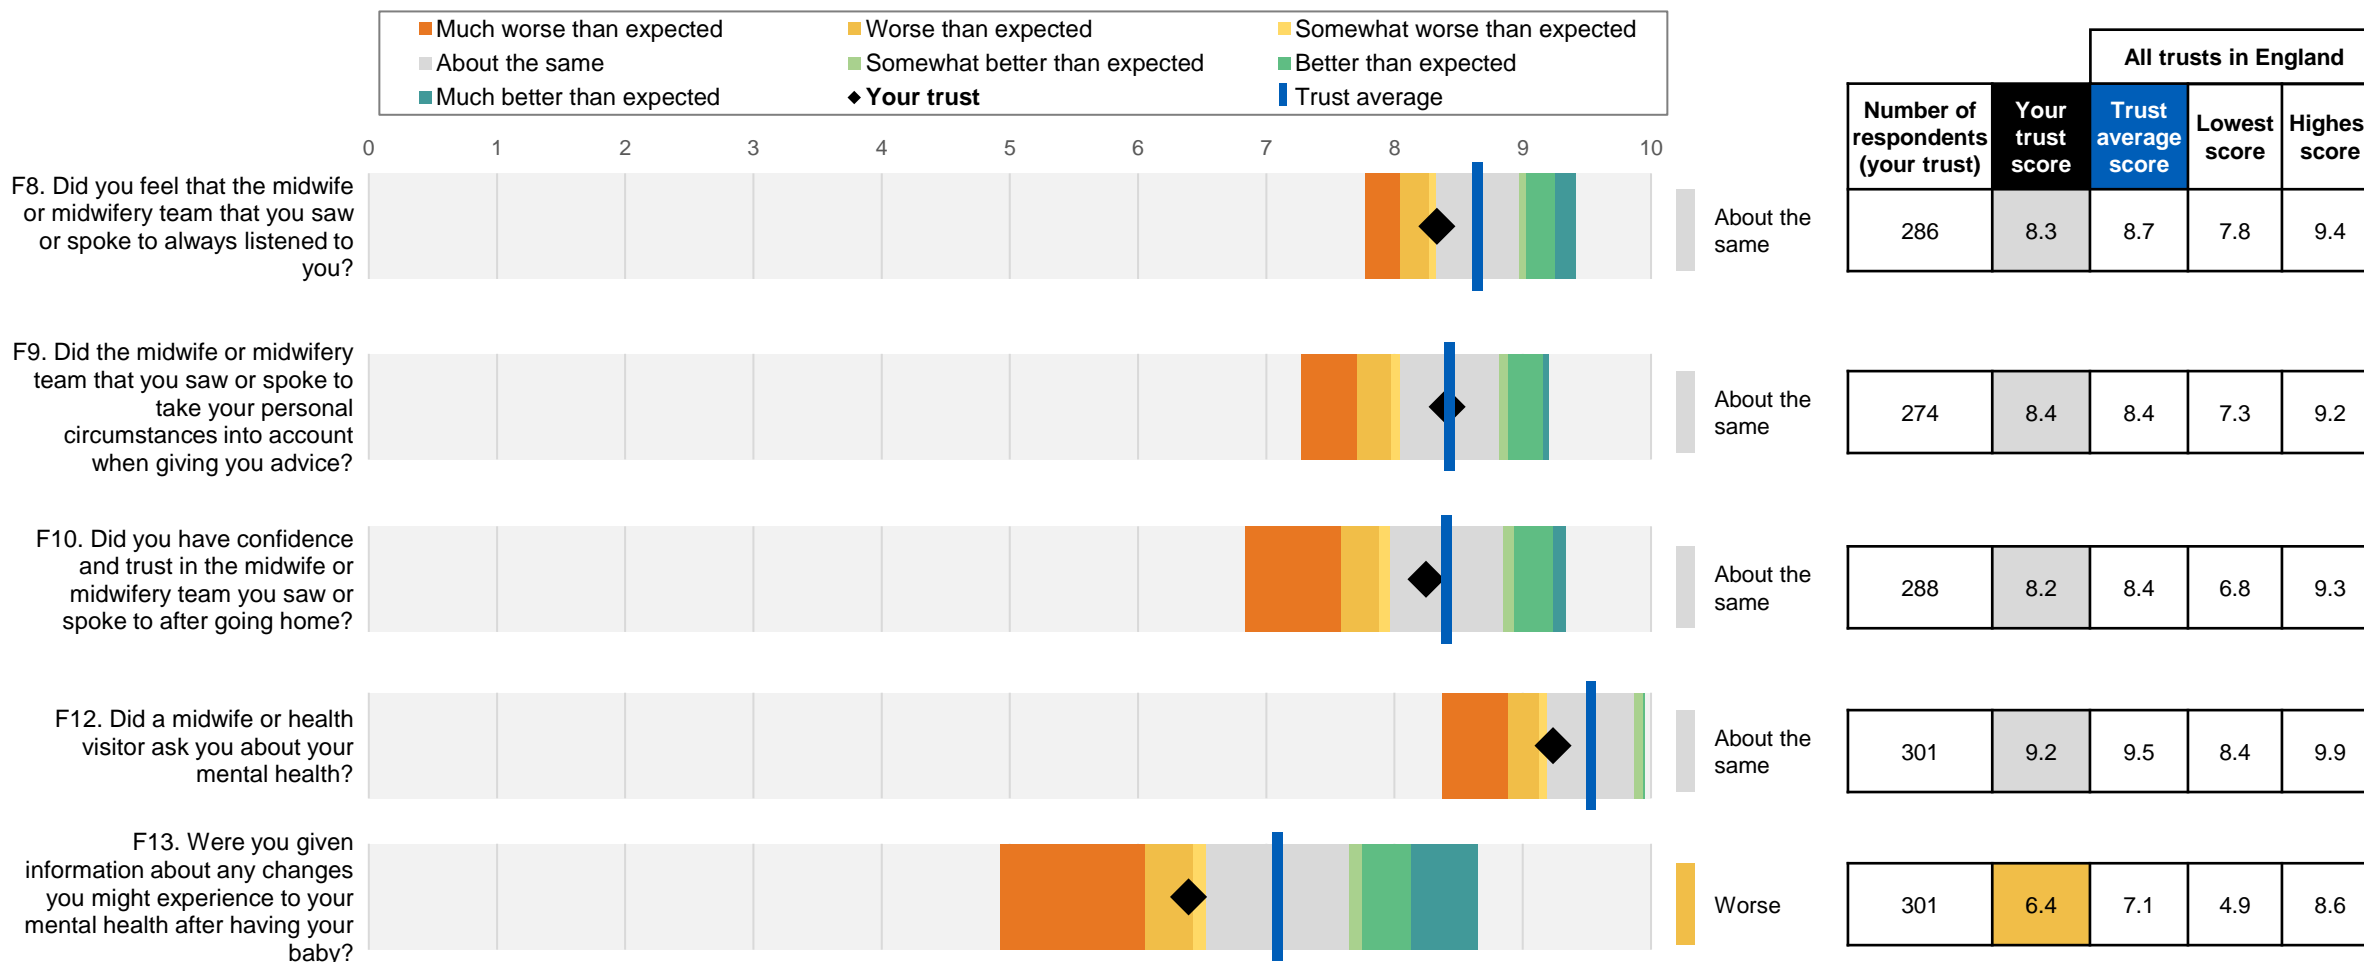 Much worse than expected
Worse than expected
Somewhat worse than expected
About the same
Somewhat better than expected
Better than expected
Much better than expected
Your trust
Trust average
All trusts in England
Number of
respondents
(your trust)
Your
trust
score
Trust
average
score
Lowest
score
Highes
score
0 1 2 3 4 5 6 7 8 9 10
F8. Did you feel that the midwife
or midwifery team that you saw
or spoke to always listened to
you?
About the
same
286 8.3 8.7 7.8 9.4
F9. Did the midwife or midwifery
team that you saw or spoke to
take your personal
circumstances into account
when giving you advice?
About the
same
274 8.4 8.4 7.3 9.2
F10. Did you have confidence
and trust in the midwife or
midwifery team you saw or
spoke to after going home?
About the
same
288 8.2 8.4 6.8 9.3
F12. Did a midwife or health
visitor ask you about your
mental health?
About the
same
301 9.2 9.5 8.4 9.9
F13. Were you given
information about any changes
you might experience to your
mental health after having your
baby?
Worse
301 6.4 7.1 4.9 8.6